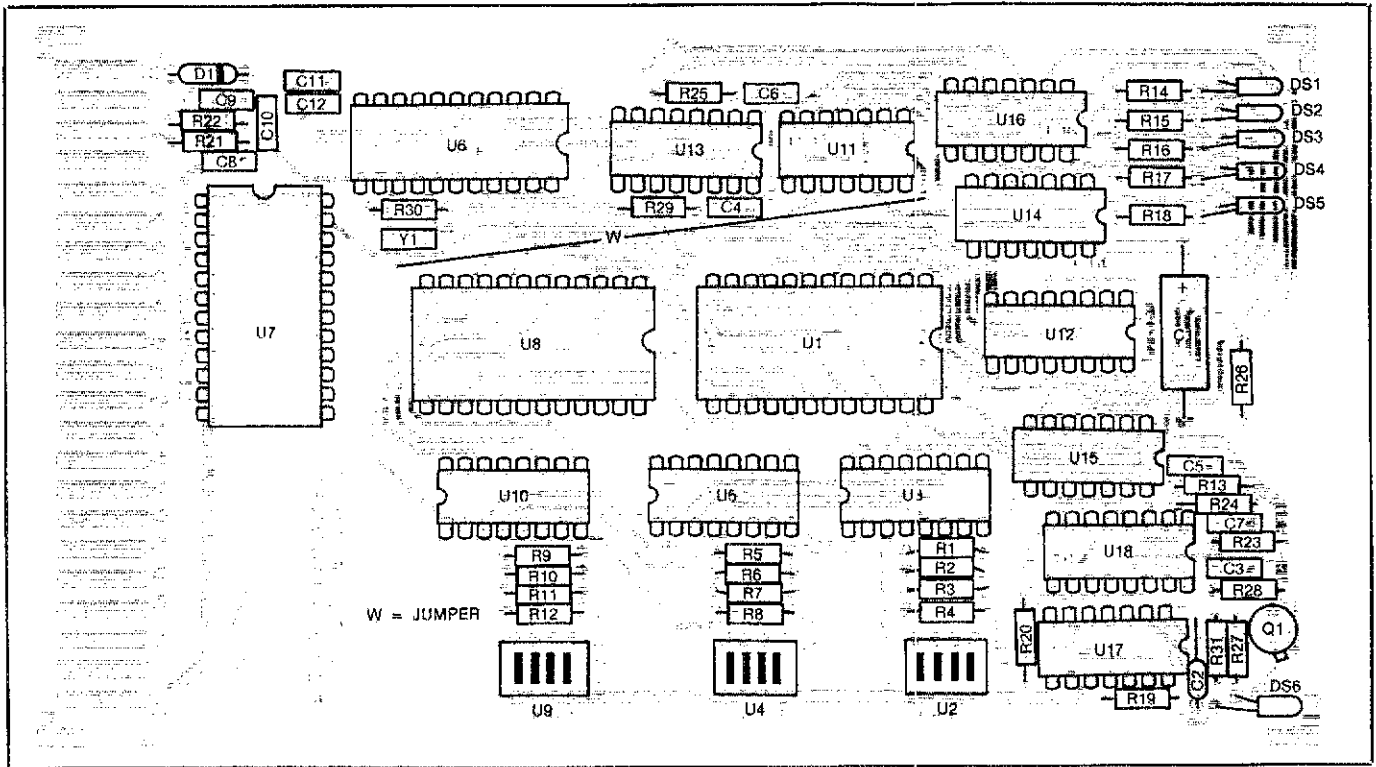 D1
C11
C12
C9
R22
R21
C8
C10
U6
R25
C6
U13
U11
U16
U14
R14
R15
R16
R17
R18
DS1
DS2
DS3
DS4
DS5
R30
Y1
R29
C4
W
U7
U8
U1
U12
+
R26
U10
U6
U3
U15
C5
R13
R24
C7
R23
C3
R28
U18
R9
R10
R11
R12
R5
R6
R7
R8
R1
R2
R3
R4
W = JUMPER
R20
U17
R31
R27
Q1
C2
R19
DS6
U9
U4
U2